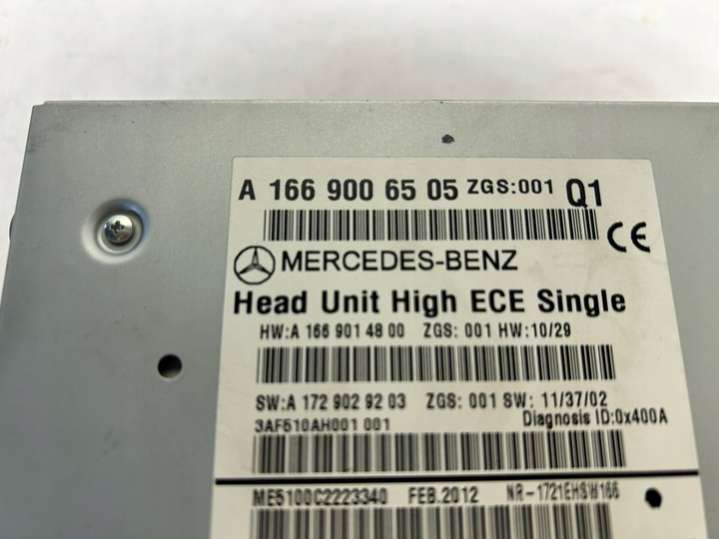 A 166 900 65 05 ZGS:001 Q1
CE
MERCEDES-BENZ
Head Unit High ECE Single
HW:A 166 901 48 00 ZGS: 001 HW:10/29
SW:A 172 902 92 03 ZGS: 001 SW: 11/37/02
3AF510AH001 001 Diagnosis ID:0x400A
ME5100C2223340 FEB.2012 NR-1721EHSW166